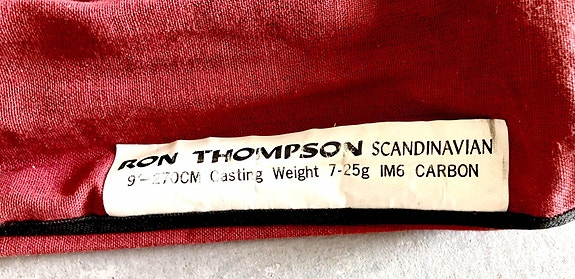 RON THOMPSON SCANDINAVIAN
9'-270CM Casting Weight 7-25g IM6 CARBON